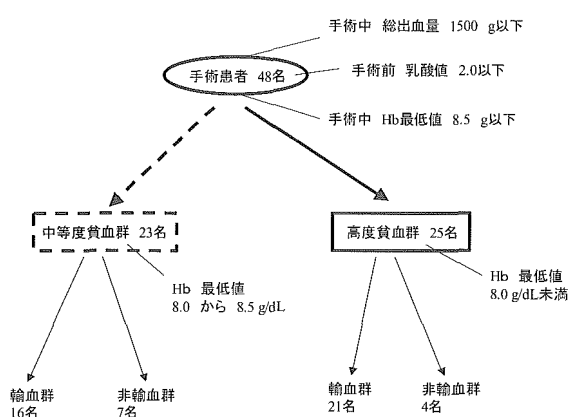 手術中 総出血量 1500 g以下
手術患者 48名
手術前 乳酸値 2.0以下
手術中 Hb最低値 8.5 g以下
中等度貧血群 23名
高度貧血群 25名
Hb 最低値
8.0 から 8.5 g/dL
Hb 最低値
8.0 g/dL未満
輸血群
16名
非輸血群
7名
輸血群
21名
非輸血群
4名